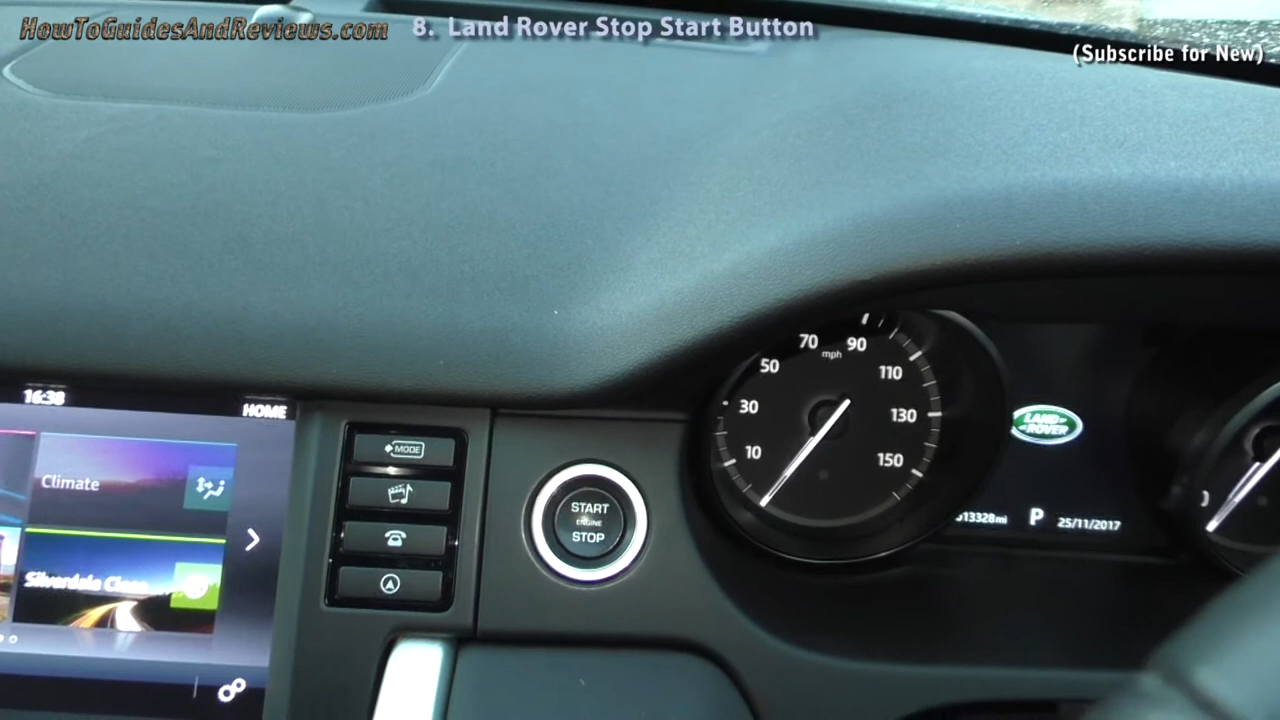 HowToGuidesAndReviews.com
8. Land Rover Stop Start Button
(Subscribe for New)
16:38
HOME
Climate
MODE
START
ENGINE
STOP
10
30
50
70
mph
90
110
130
150
LAND
ROVER
13328mi
P
25/11/2017